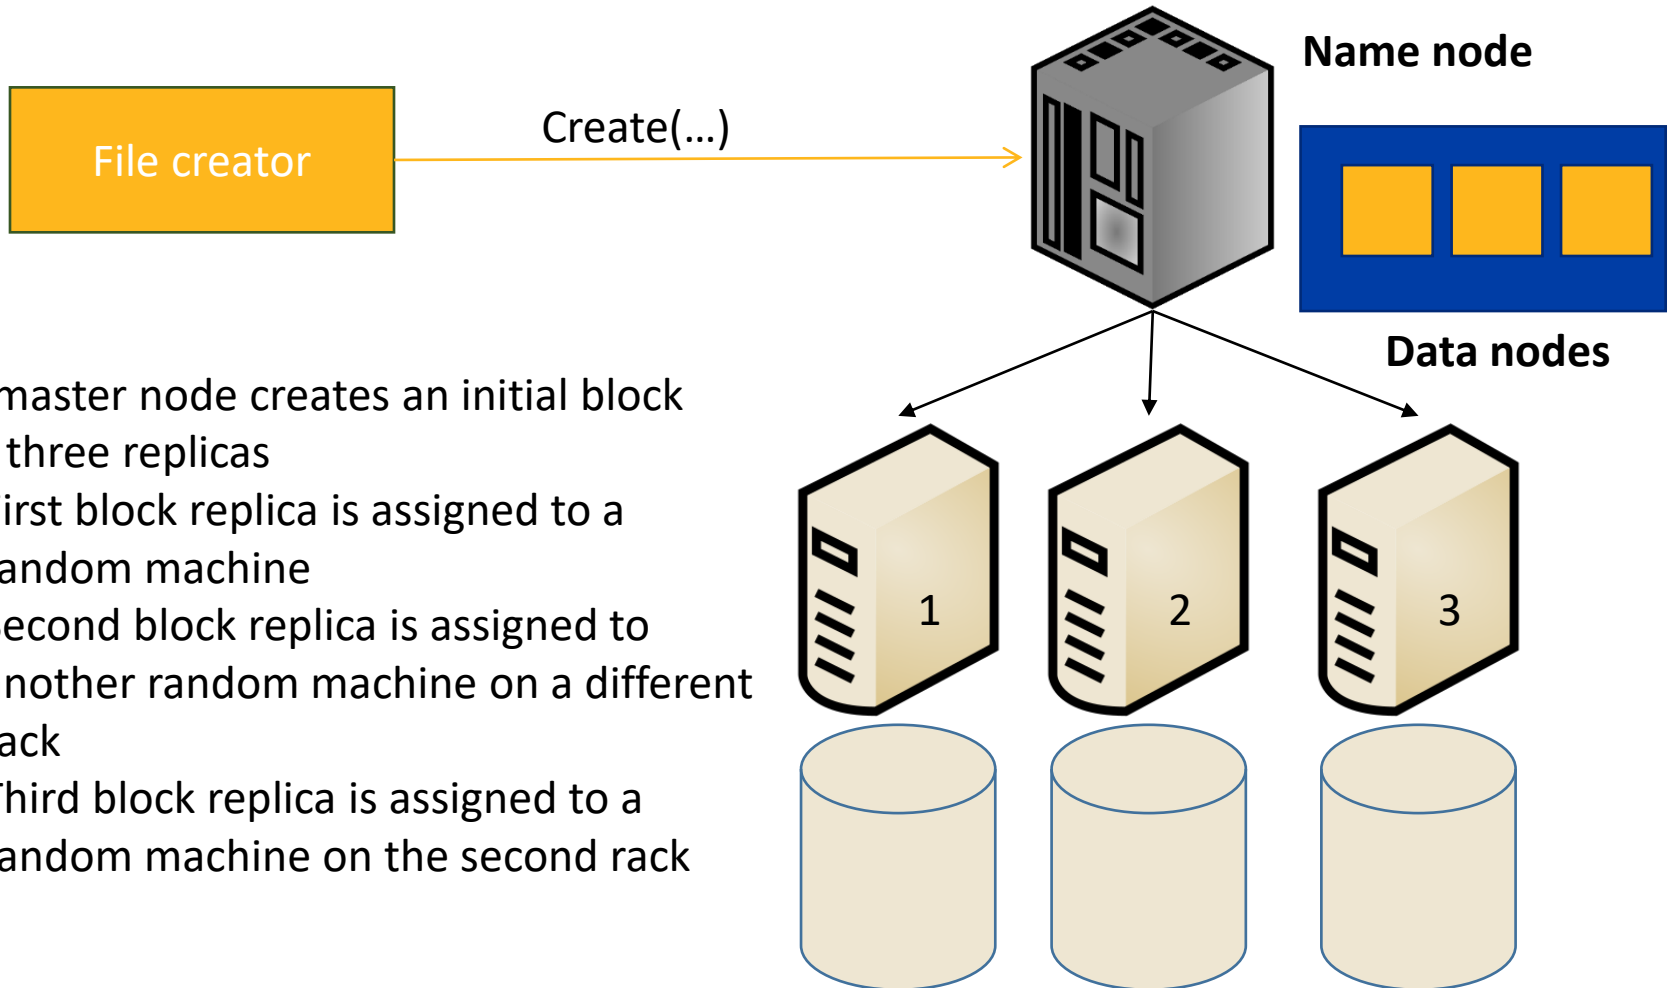 Name node
Create(...)
File creator
Data nodes
master node creates an initial block
three replicas
irst block replica is assigned to a
andom machine
econd block replica is assigned to
nother random machine on a different
ack
hird block replica is assigned to a
andom machine on the second rack
1
2
3